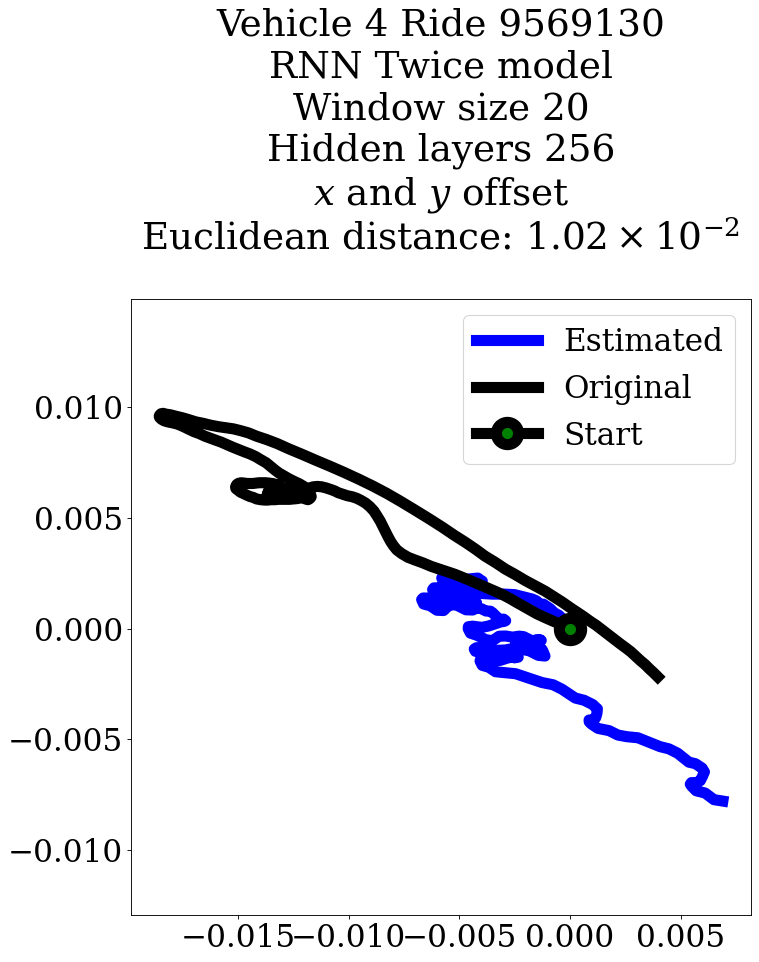 Vehicle 4 Ride 9569130
RNN Twice model
Window size 20
Hidden layers 256
x and y offset
Euclidean distance: 1.02 × 10⁻²
Estimated
Original
Start
0.010
0.005
0.000
−0.005
−0.010
−0.015 −0.010 −0.005 0.000 0.005